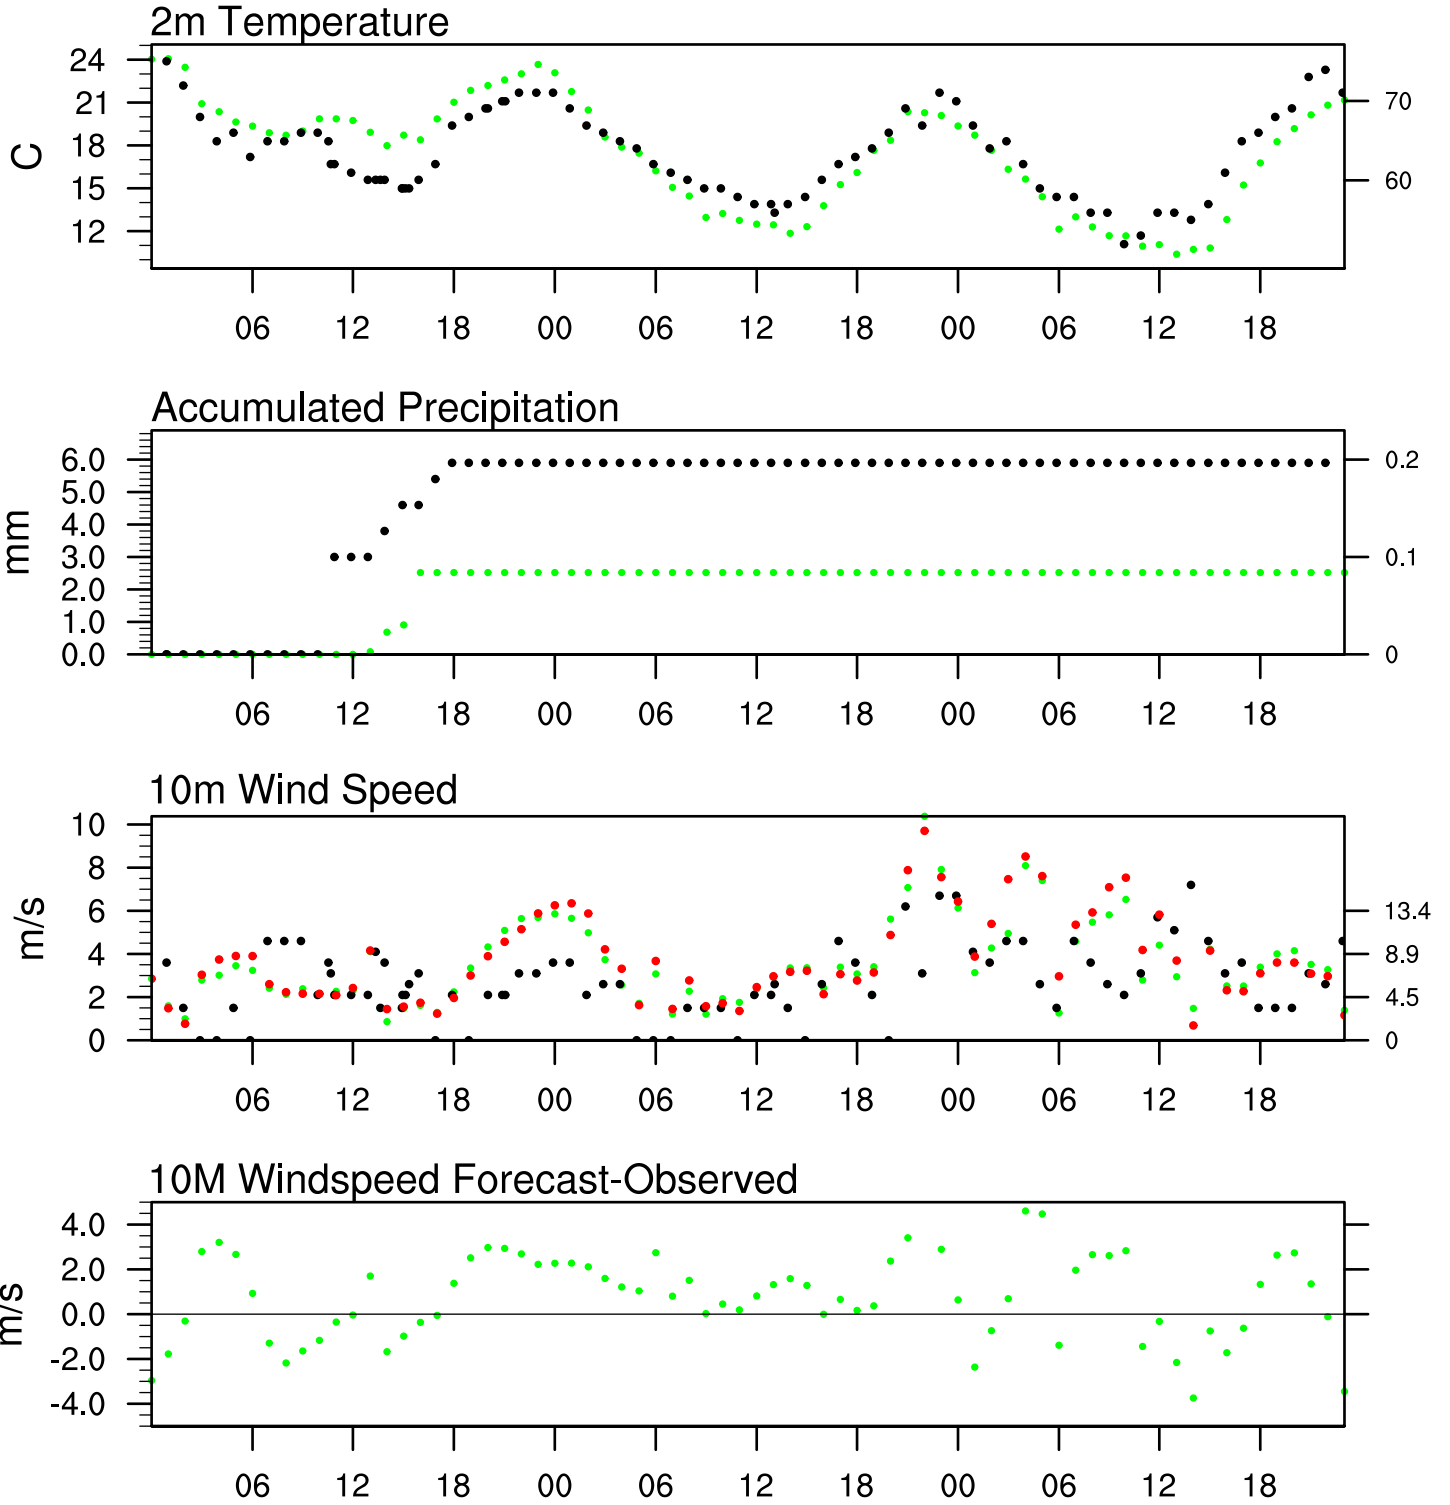 2m Temperature
24
21
18
15
12
C
70
60
06 12 18 00 06 12 18 00 06 12 18
Accumulated Precipitation
6.0
5.0
4.0
3.0
2.0
1.0
0.0
mm
0.2
0.1
0
06 12 18 00 06 12 18 00 06 12 18
10m Wind Speed
10
8
6
4
2
0
m/s
13.4
8.9
4.5
0
06 12 18 00 06 12 18 00 06 12 18
10M Windspeed Forecast-Observed
4.0
2.0
0.0
-2.0
-4.0
m/s
06 12 18 00 06 12 18 00 06 12 18